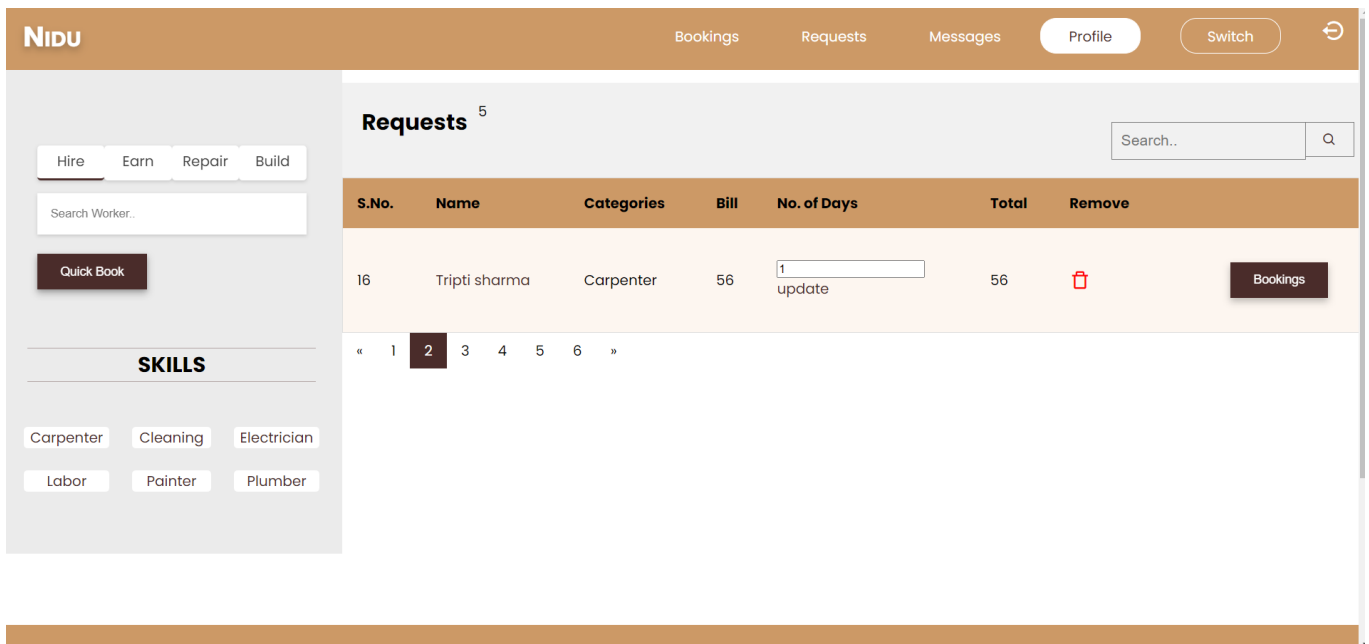 Nidu Bookings Requests Messages Profile Switch
Hire Earn Repair Build
Search Worker..
Quick Book
SKILLS
Carpenter Cleaning Electrician
Labor Painter Plumber
Requests 5
Search..
S.No. Name Categories Bill No. of Days Total Remove
16 Tripti sharma Carpenter 56 1 update 56 Bookings
« 1 2 3 4 5 6 »